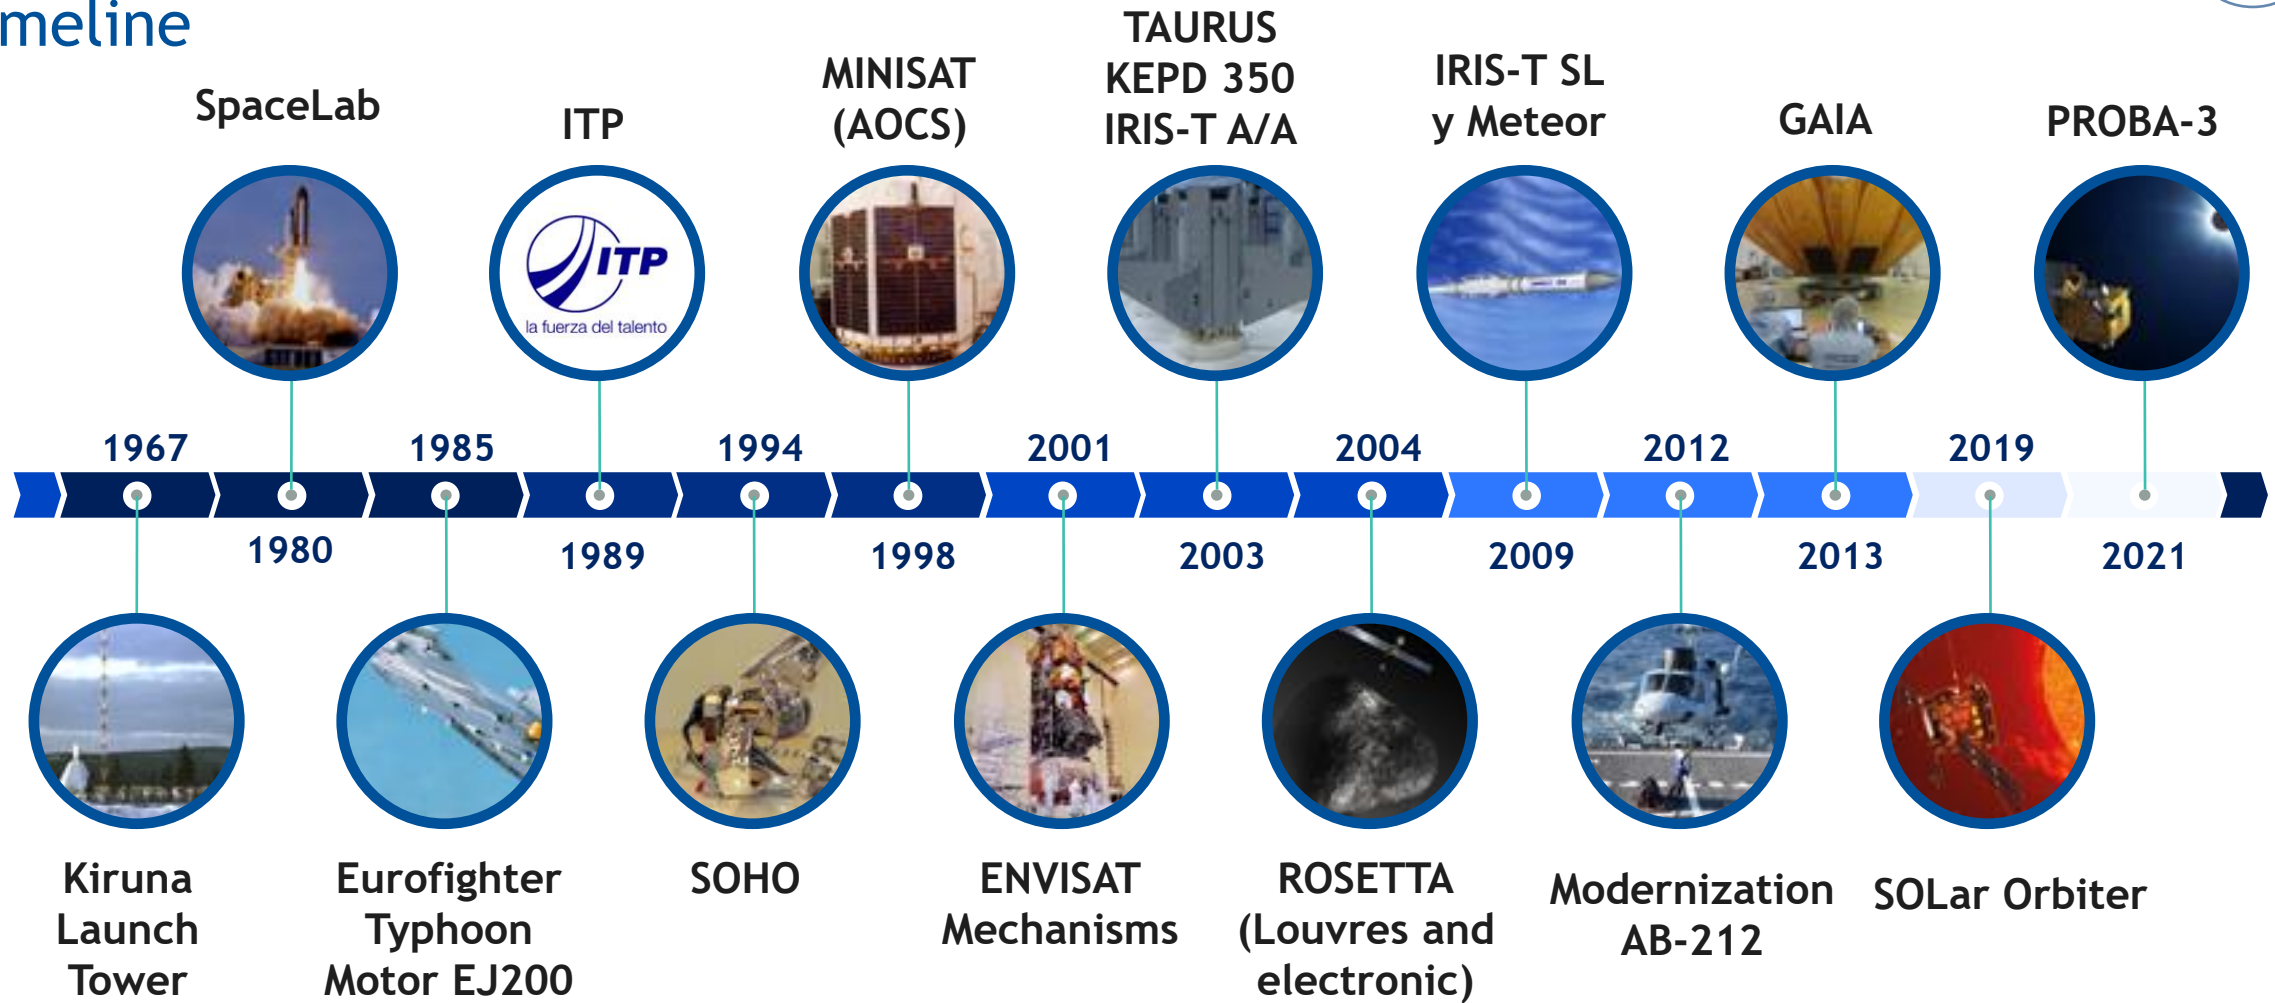 meline
SpaceLab
ITP
MINISAT
(AOCS)
TAURUS
KEPD 350
IRIS-T A/A
IRIS-T SL
y Meteor
GAIA
PROBA-3
ITP
la fuerza del talento
1967
1985
1994
2001
2004
2012
2019
1980
1989
1998
2003
2009
2013
2021
Kiruna
Launch
Tower
Eurofighter
Typhoon
Motor EJ200
SOHO
ENVISAT
Mechanisms
ROSETTA
(Louvres and
electronic)
Modernization
AB-212
SOLar Orbiter